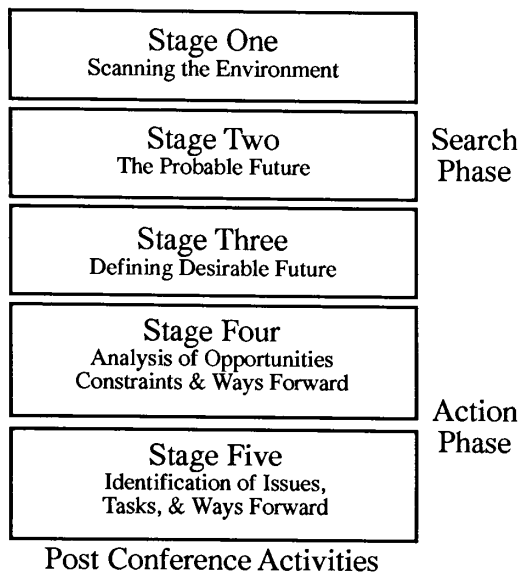 Stage One
Scanning the Environment
Stage Two
The Probable Future
Search
Phase
Stage Three
Defining Desirable Future
Stage Four
Analysis of Opportunities
Constraints & Ways Forward
Action
Phase
Stage Five
Identification of Issues,
Tasks, & Ways Forward
Post Conference Activities